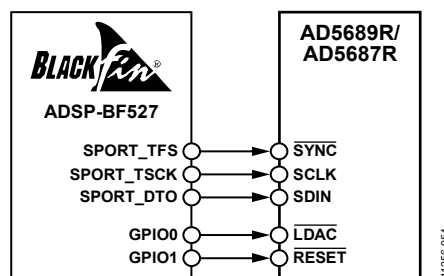 BLACKfin®
ADSP-BF527
AD5689R/
AD5687R
SPORT_TFS SYNC
SPORT_TSCK SCLK
SPORT_DTO SDIN
GPIO0 LDAC
GPIO1 RESET